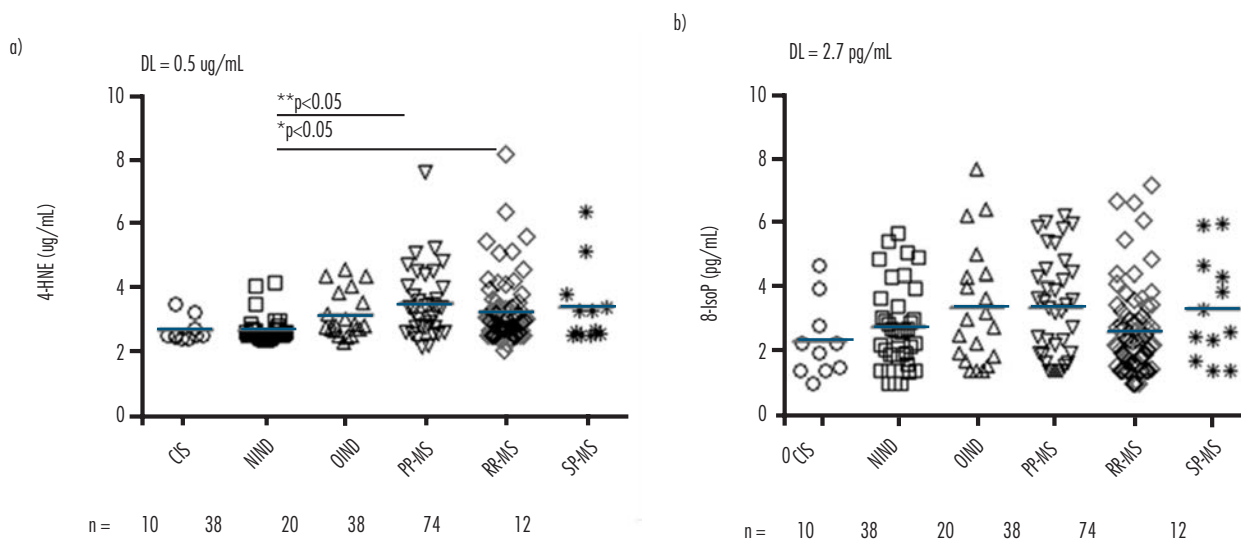 a)
DL = 0.5 ug/mL
**p<0.05
*p<0.05
4-HNE (ug/mL)
10
8
6
4
2
0
CIS NIND OIND PP-MS RR-MS SP-MS
n = 10 38 20 38 74 12
b)
DL = 2.7 pg/mL
8-IsoP (pg/mL)
10
8
6
4
2
0
0 CIS NIND OIND PP-MS RR-MS SP-MS
n = 10 38 20 38 74 12